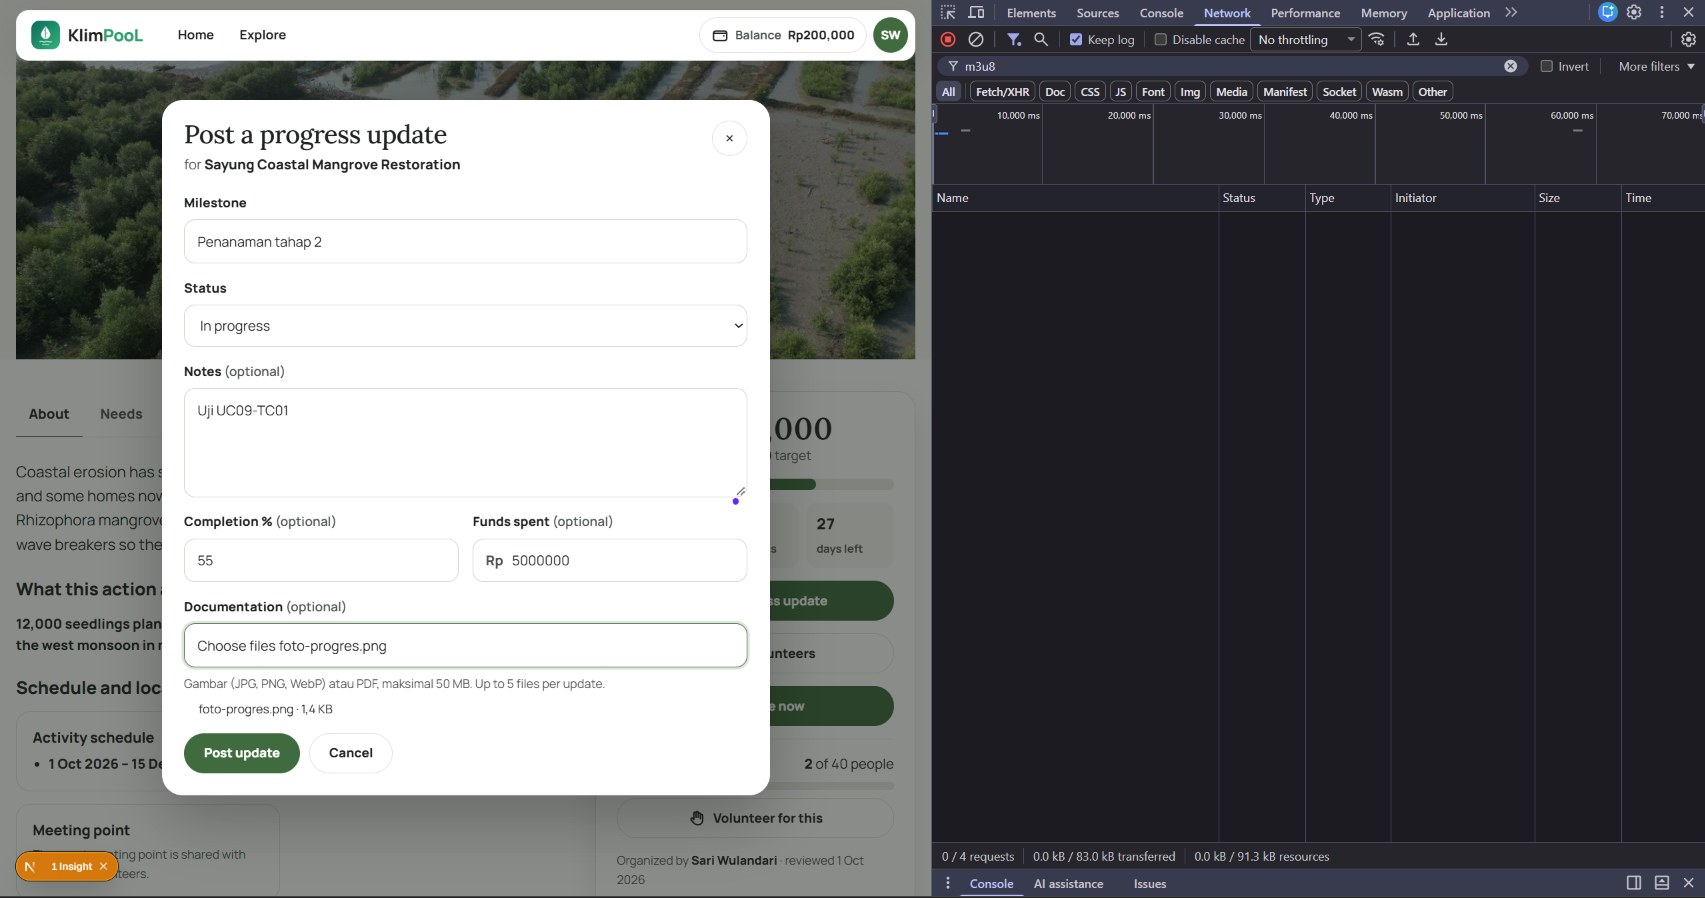 KlimPooL
Home
Explore
Balance Rp200,000
SW
Post a progress update
×
for Sayung Coastal Mangrove Restoration
Milestone
Penanaman tahap 2
Status
In progress
Notes (optional)
Uji UC09-TC01
Completion % (optional)
Funds spent (optional)
55
Rp 5000000
Documentation (optional)
Choose files foto-progres.png
Gambar (JPG, PNG, WebP) atau PDF, maksimal 50 MB. Up to 5 files per update.
foto-progres.png · 1,4 KB
Post update
Cancel
About
Needs
Coastal erosion has
and some homes now
Rhizophora mangrove
wave breakers so the
What this action
12,000 seedlings plan
the west monsoon in
Schedule and loc
Activity schedule
• 1 Oct 2026 – 15 De
Meeting point
ting point is shared with
nteers.
N 1 Insight ×
,000
target
27
days left
ss update
unteers
e now
2 of 40 people
Volunteer for this
Organized by Sari Wulandari · reviewed 1 Oct
2026
Elements
Sources
Console
Network
Performance
Memory
Application
Keep log
Disable cache
No throttling
m3u8
Invert
More filters
All
Fetch/XHR
Doc
CSS
JS
Font
Img
Media
Manifest
Socket
Wasm
Other
10,000 ms
20,000 ms
30,000 ms
40,000 ms
50,000 ms
60,000 ms
70,000 ms
Name
Status
Type
Initiator
Size
Time
0 / 4 requests
0.0 kB / 83.0 kB transferred
0.0 kB / 91.3 kB resources
Console
AI assistance
Issues